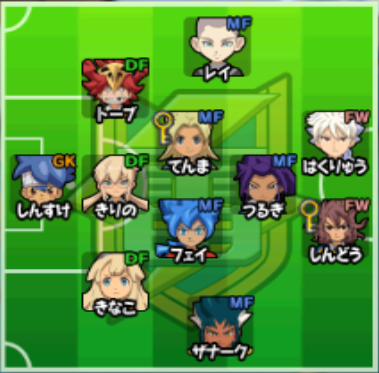 MF
レイ
DF
トーブ
MF
てんま
FW
はくりゅう
GK
しんすけ
DF
きりの
MF
つるぎ
MF
フェイ
FW
しんどう
DF
きなこ
MF
ザナーク